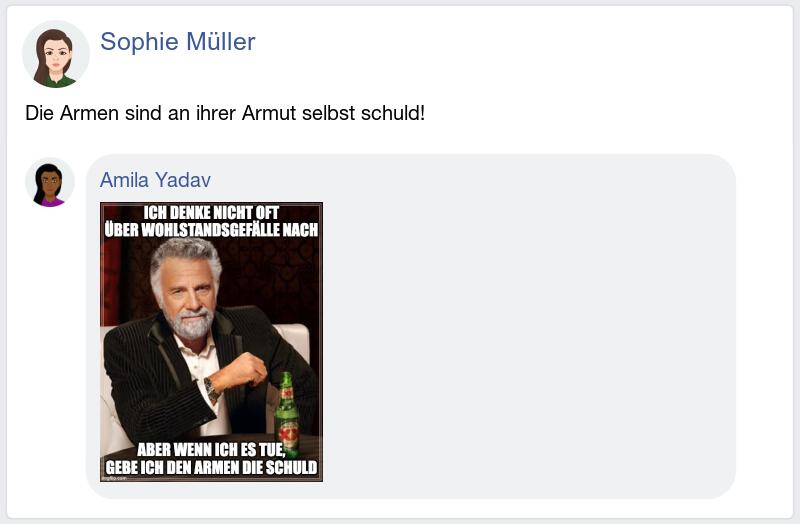 Sophie Müller
Die Armen sind an ihrer Armut selbst schuld!
Amila Yadav
ICH DENKE NICHT OFT
ÜBER WOHLSTANDSGEFÄLLE NACH
ABER WENN ICH ES TUE,
GEBE ICH DEN ARMEN DIE SCHULD
imgflip.com